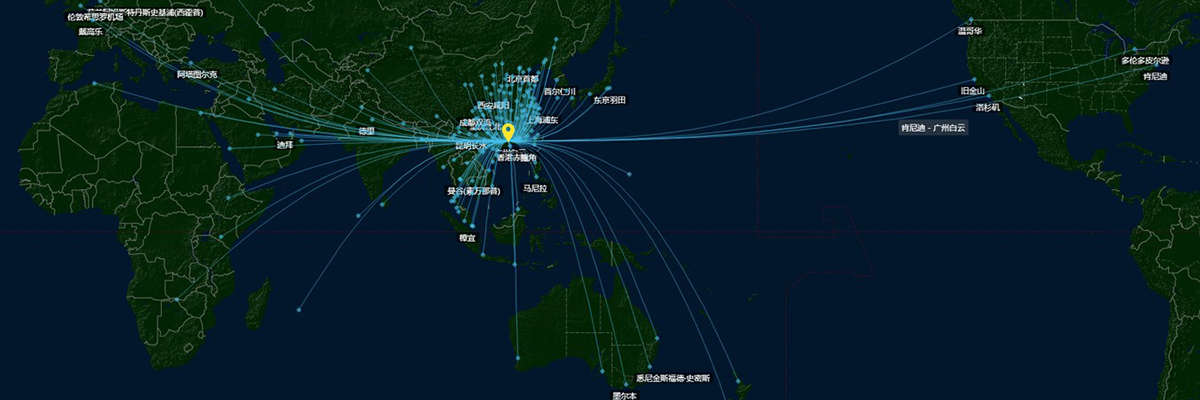 特丹斯史基浦(西霍普)
伦敦希思罗机场
戴高乐
温哥华
多伦多皮尔逊
阿塔图尔克
北京首都
肯尼迪
首尔仁川
旧金山
东京羽田
西安咸阳
洛杉矶
成都双流
上海浦东
德里
肯尼迪 - 广州白云
迪拜
昆明长水
香港赤鱲角
曼谷(素万那普)
马尼拉
樟宜
悉尼金斯福德-史密斯
墨尔本